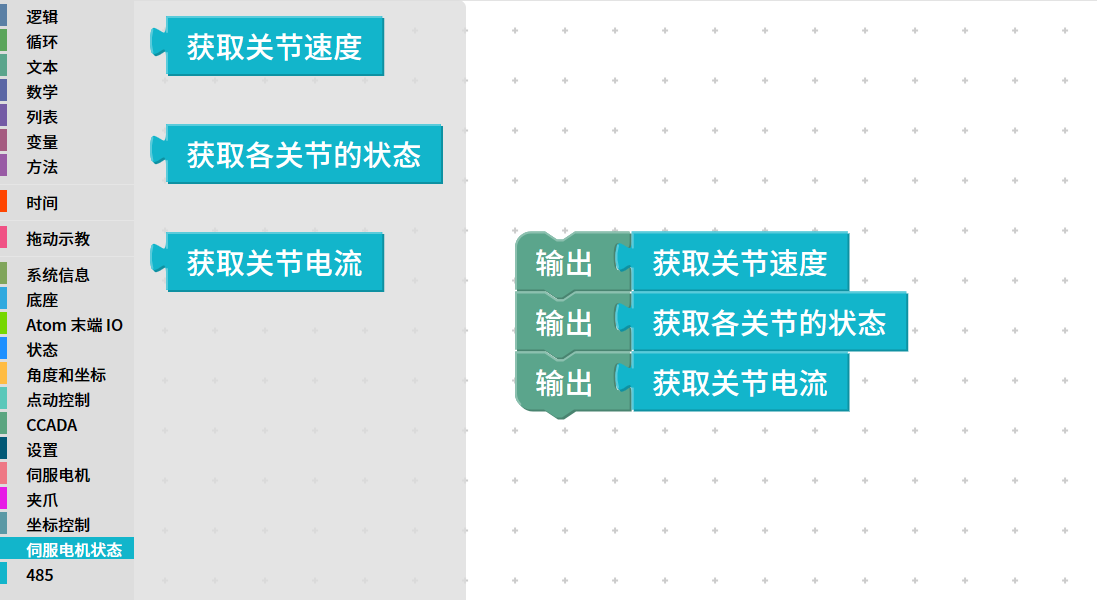 逻辑
循环
文本
数学
列表
变量
方法
时间
拖动示教
系统信息
底座
Atom 末端 IO
状态
角度和坐标
点动控制
CCADA
设置
伺服电机
夹爪
坐标控制
伺服电机状态
485
获取关节速度
获取各关节的状态
获取关节电流
输出 获取关节速度
输出 获取各关节的状态
输出 获取关节电流